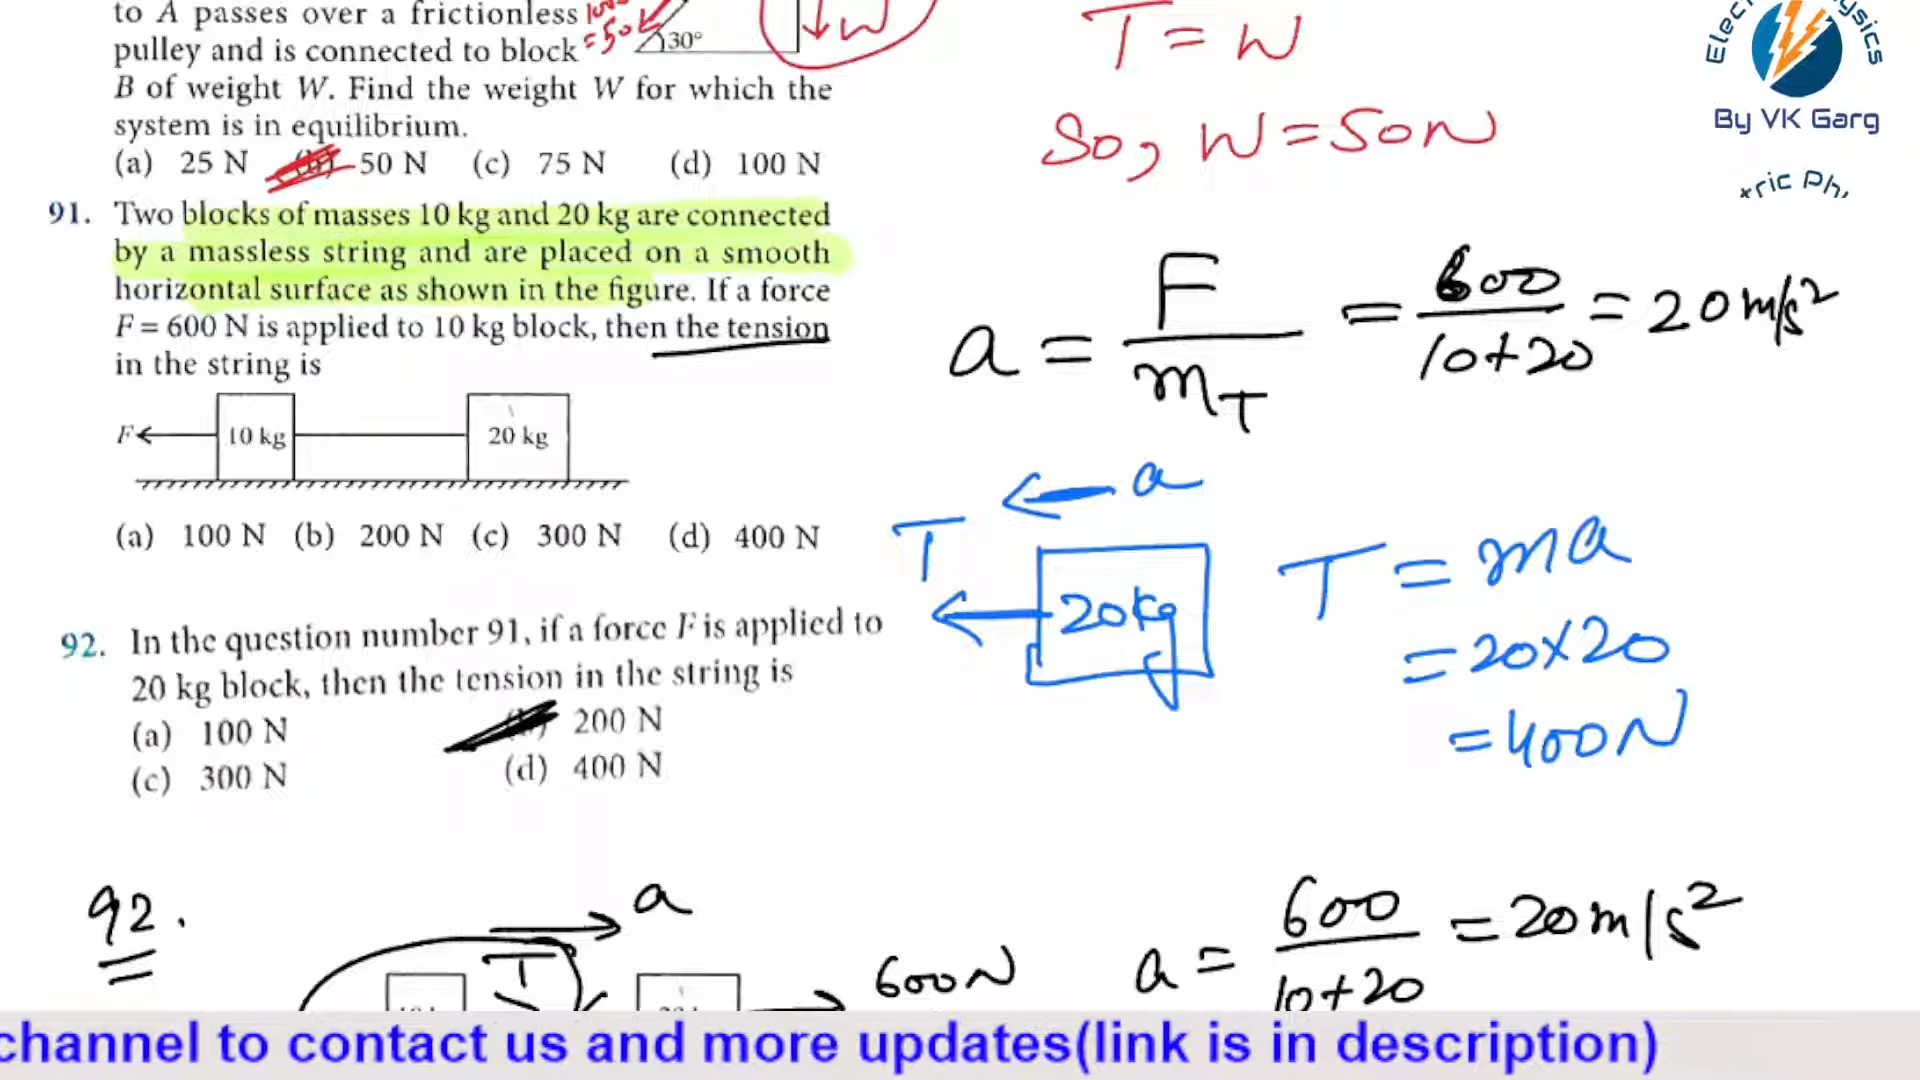 to A passes over a frictionless
pulley and is connected to block
= 50
30°
↓W
B of weight W. Find the weight W for which the
system is in equilibrium.
(a) 25 N (b) 50 N (c) 75 N (d) 100 N
T = W
So, W = 50N
By VK Garg
91. Two blocks of masses 10 kg and 20 kg are connected
by a massless string and are placed on a smooth
horizontal surface as shown in the figure. If a force
F = 600 N is applied to 10 kg block, then the tension
in the string is
F 10 kg 20 kg
(a) 100 N (b) 200 N (c) 300 N (d) 400 N
a = F/m_T = 600/10+20 = 20 m/s²
← a
T
20kg
T = ma
= 20×20
= 400N
92. In the question number 91, if a force F is applied to
20 kg block, then the tension in the string is
(a) 100 N 200 N
(c) 300 N (d) 400 N
92.
a
T
600N
a = 600/10+20 = 20 m/s²
channel to contact us and more updates(link is in description)